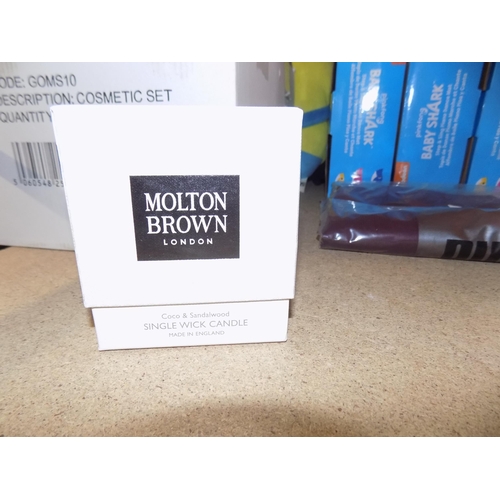 ODE: GOMS10
DESCRIPTION: COSMETIC SET
QUANTITY
MOLTON
BROWN
LONDON
Coco & Sandalwood
SINGLE WICK CANDLE
MADE IN ENGLAND
BABY SHARK
BABY SHARK